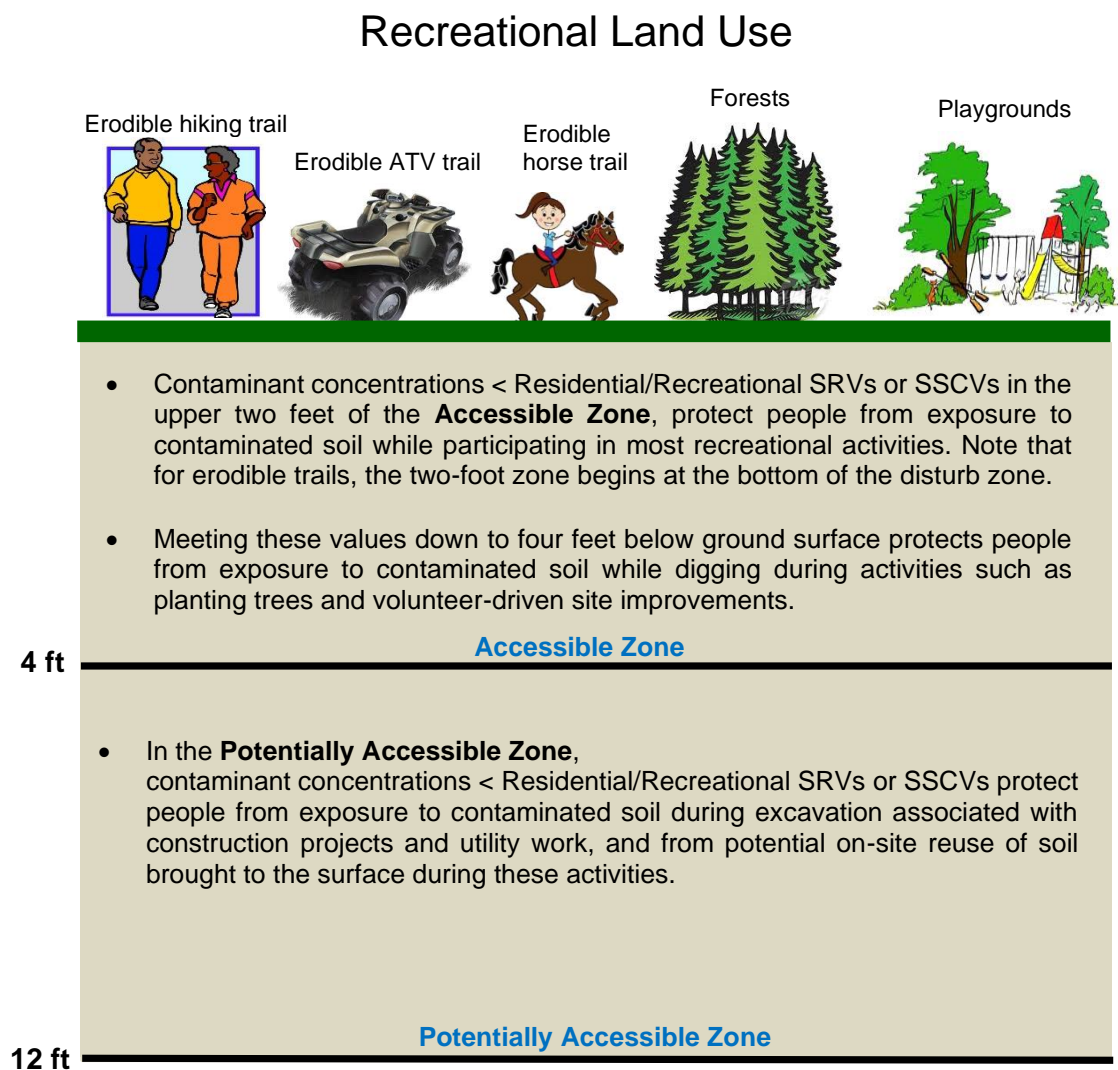 Recreational Land Use
Forests
Playgrounds
Erodible hiking trail
Erodible ATV trail
Erodible
horse trail
• Contaminant concentrations < Residential/Recreational SRVs or SSCVs in the
upper two feet of the Accessible Zone, protect people from exposure to
contaminated soil while participating in most recreational activities. Note that
for erodible trails, the two-foot zone begins at the bottom of the disturb zone.
• Meeting these values down to four feet below ground surface protects people
from exposure to contaminated soil while digging during activities such as
planting trees and volunteer-driven site improvements.
Accessible Zone
4 ft
• In the Potentially Accessible Zone,
contaminant concentrations < Residential/Recreational SRVs or SSCVs protect
people from exposure to contaminated soil during excavation associated with
construction projects and utility work, and from potential on-site reuse of soil
brought to the surface during these activities.
Potentially Accessible Zone
12 ft